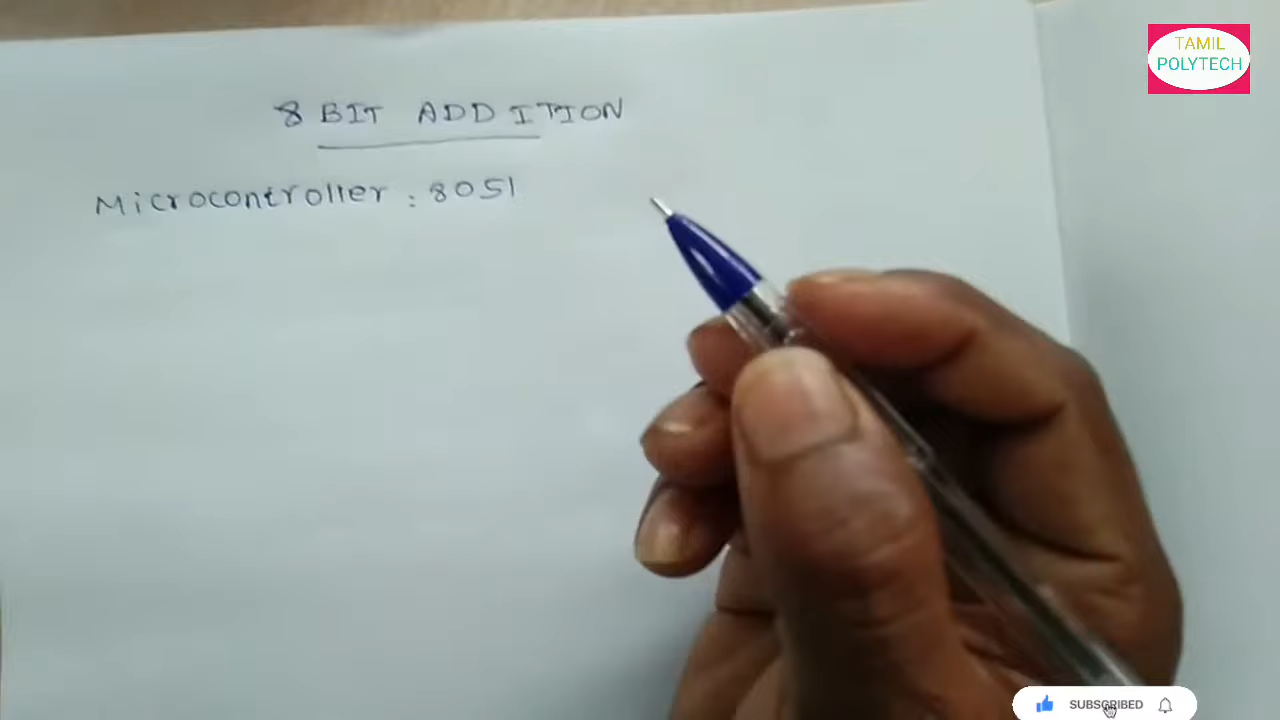 TAMIL
POLYTECH
8 BIT ADDITION
Microcontroller : 8051
SUBSCRIBED